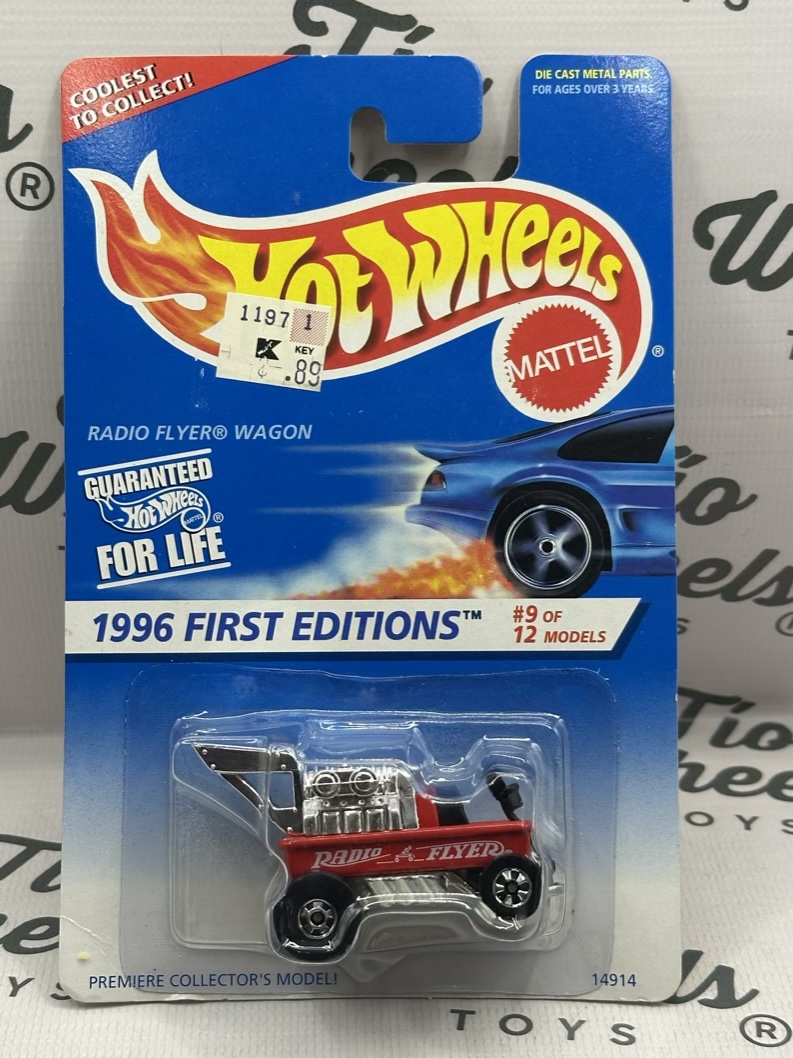 COOLEST
TO COLLECT!
DIE CAST METAL PARTS.
FOR AGES OVER 3 YEARS.
®
HOT WHEELS
1197 1
K KEY
.89
MATTEL
®
RADIO FLYER® WAGON
GUARANTEED
HOT WHEELS ®
MATTEL
FOR LIFE
1996 FIRST EDITIONS™
#9 OF
12 MODELS
RADIO FLYER
PREMIERE COLLECTOR'S MODEL!
14914
TOYS ®